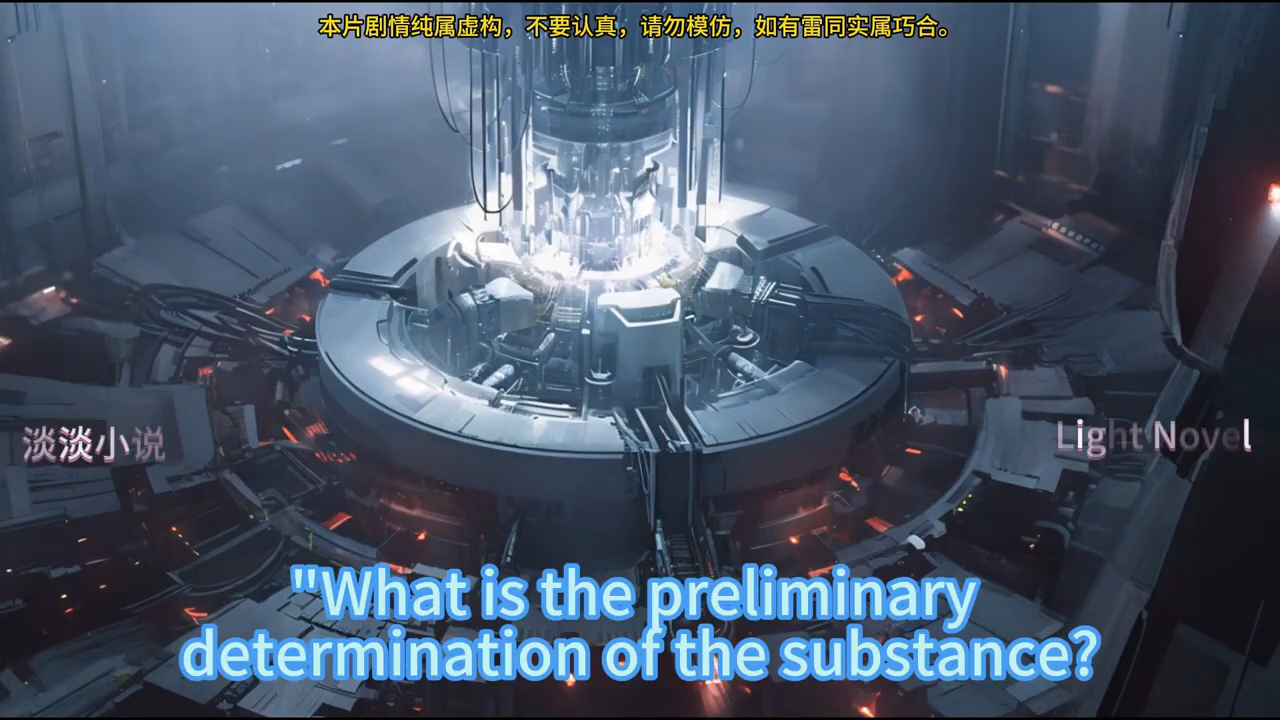 本片剧情纯属虚构，不要认真，请勿模仿，如有雷同实属巧合。
淡淡小说
Light Novel
"What is the preliminary
determination of the substance?